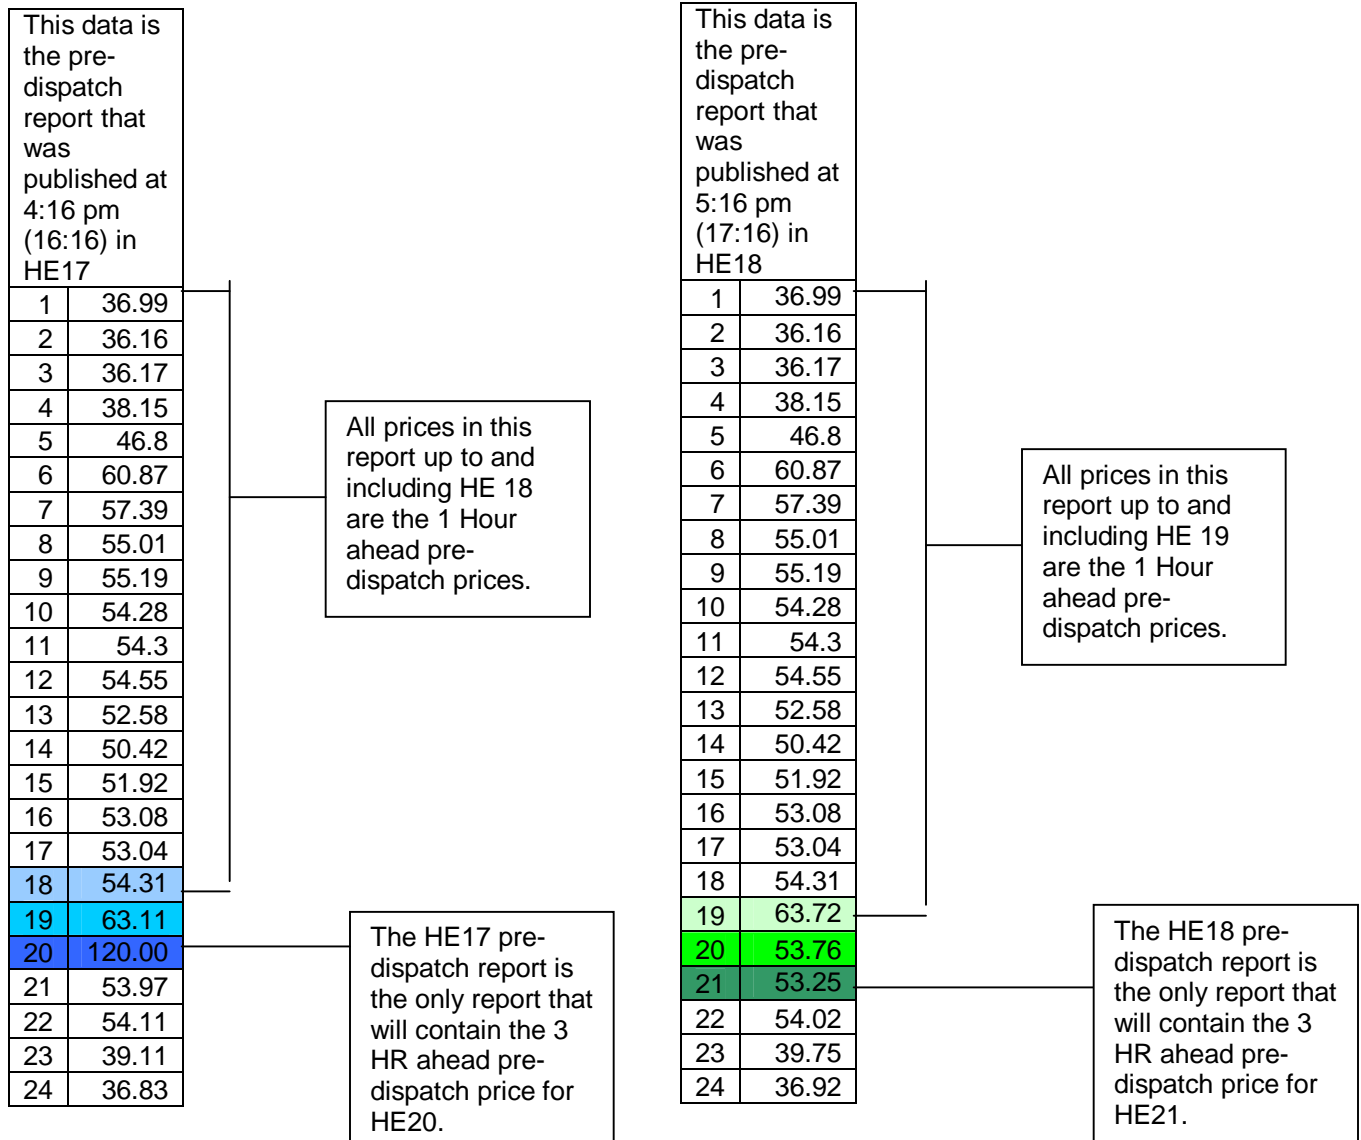 This data is
the pre-
dispatch
report that
was
published at
4:16 pm
(16:16) in
HE17
1 36.99
2 36.16
3 36.17
4 38.15
5 46.8
6 60.87
7 57.39
8 55.01
9 55.19
10 54.28
11 54.3
12 54.55
13 52.58
14 50.42
15 51.92
16 53.08
17 53.04
18 54.31
19 63.11
20 120.00
21 53.97
22 54.11
23 39.11
24 36.83
All prices in this
report up to and
including HE 18
are the 1 Hour
ahead pre-
dispatch prices.
The HE17 pre-
dispatch report is
the only report that
will contain the 3
HR ahead pre-
dispatch price for
HE20.
This data is
the pre-
dispatch
report that
was
published at
5:16 pm
(17:16) in
HE18
1 36.99
2 36.16
3 36.17
4 38.15
5 46.8
6 60.87
7 57.39
8 55.01
9 55.19
10 54.28
11 54.3
12 54.55
13 52.58
14 50.42
15 51.92
16 53.08
17 53.04
18 54.31
19 63.72
20 53.76
21 53.25
22 54.02
23 39.75
24 36.92
All prices in this
report up to and
including HE 19
are the 1 Hour
ahead pre-
dispatch prices.
The HE18 pre-
dispatch report is
the only report that
will contain the 3
HR ahead pre-
dispatch price for
HE21.